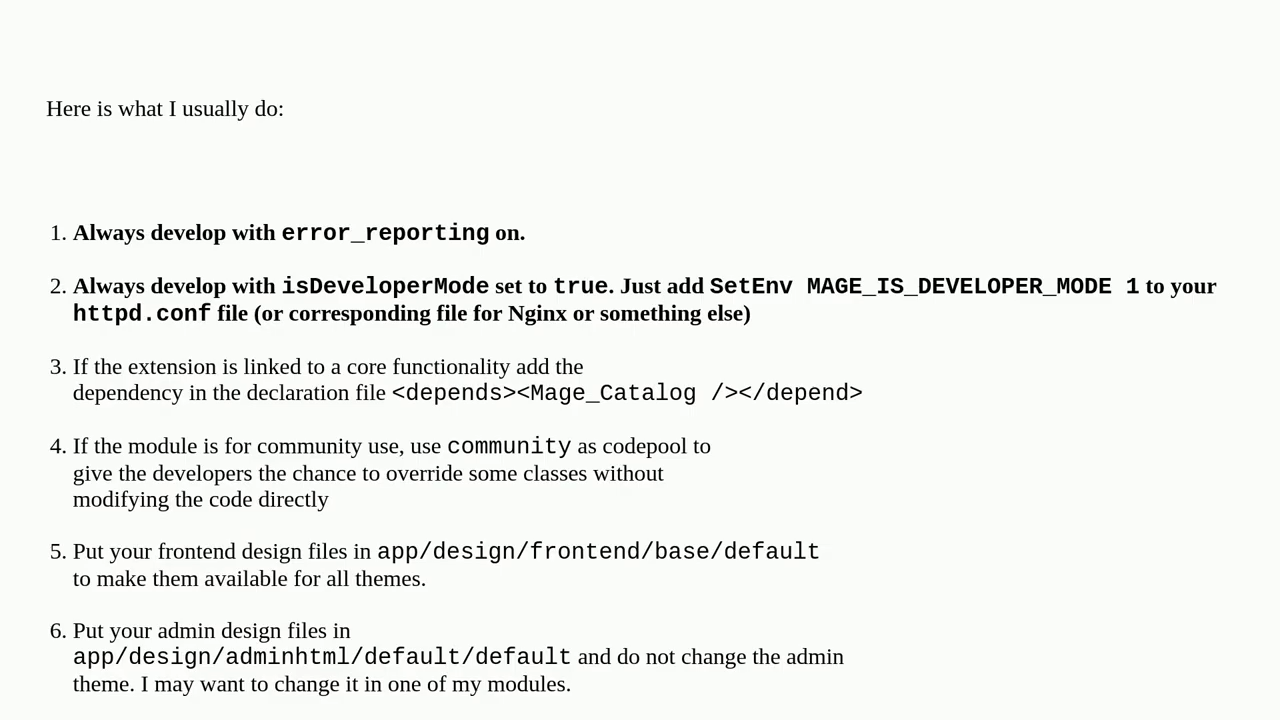 Here is what I usually do:
1. Always develop with error_reporting on.
2. Always develop with isDeveloperMode set to true. Just add SetEnv MAGE_IS_DEVELOPER_MODE 1 to your
httpd.conf file (or corresponding file for Nginx or something else)
3. If the extension is linked to a core functionality add the
dependency in the declaration file <depends><Mage_Catalog /></depend>
4. If the module is for community use, use community as codepool to
give the developers the chance to override some classes without
modifying the code directly
5. Put your frontend design files in app/design/frontend/base/default
to make them available for all themes.
6. Put your admin design files in
app/design/adminhtml/default/default and do not change the admin
theme. I may want to change it in one of my modules.